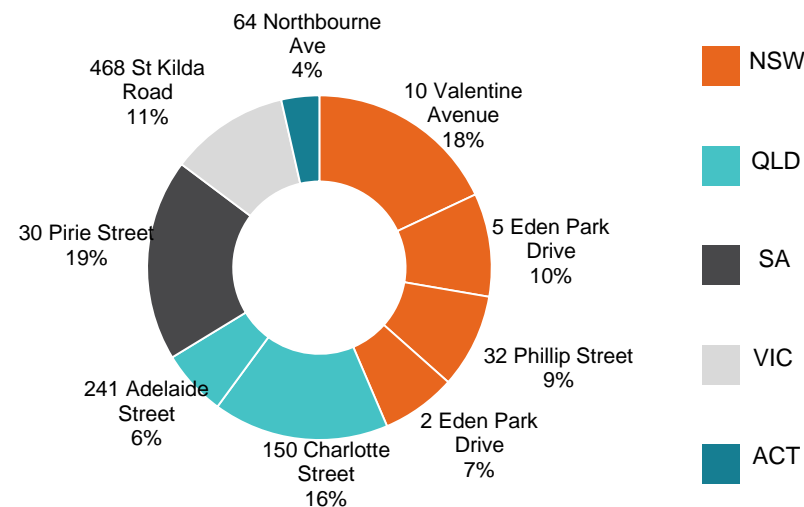 64 Northbourne
Ave
4%
468 St Kilda
Road
11%
10 Valentine
Avenue
18%
30 Pirie Street
19%
5 Eden Park
Drive
10%
32 Phillip Street
9%
241 Adelaide
Street
6%
2 Eden Park
Drive
7%
150 Charlotte
Street
16%
NSW
QLD
SA
VIC
ACT